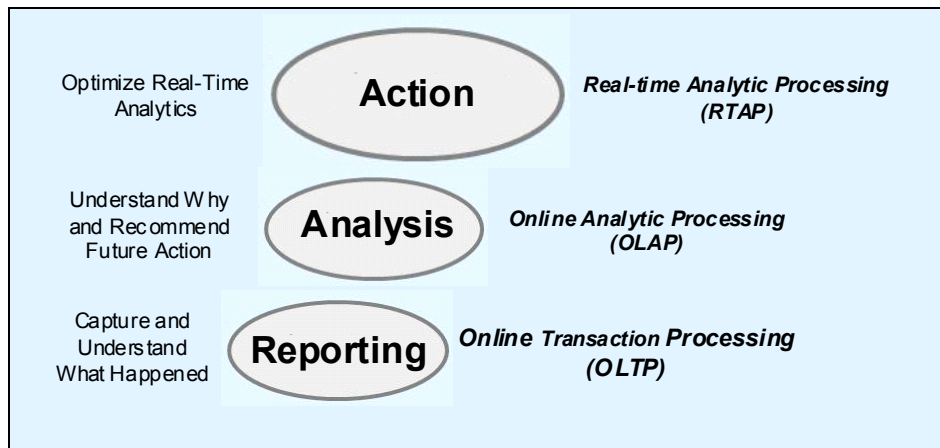 Optimize Real-Time
Analytics
Action
Real-time Analytic Processing
(RTAP)
Understand Why
and Recommend
Future Action
Analysis
Online Analytic Processing
(OLAP)
Capture and
Understand
What Happened
Reporting
Online Transaction Processing
(OLTP)